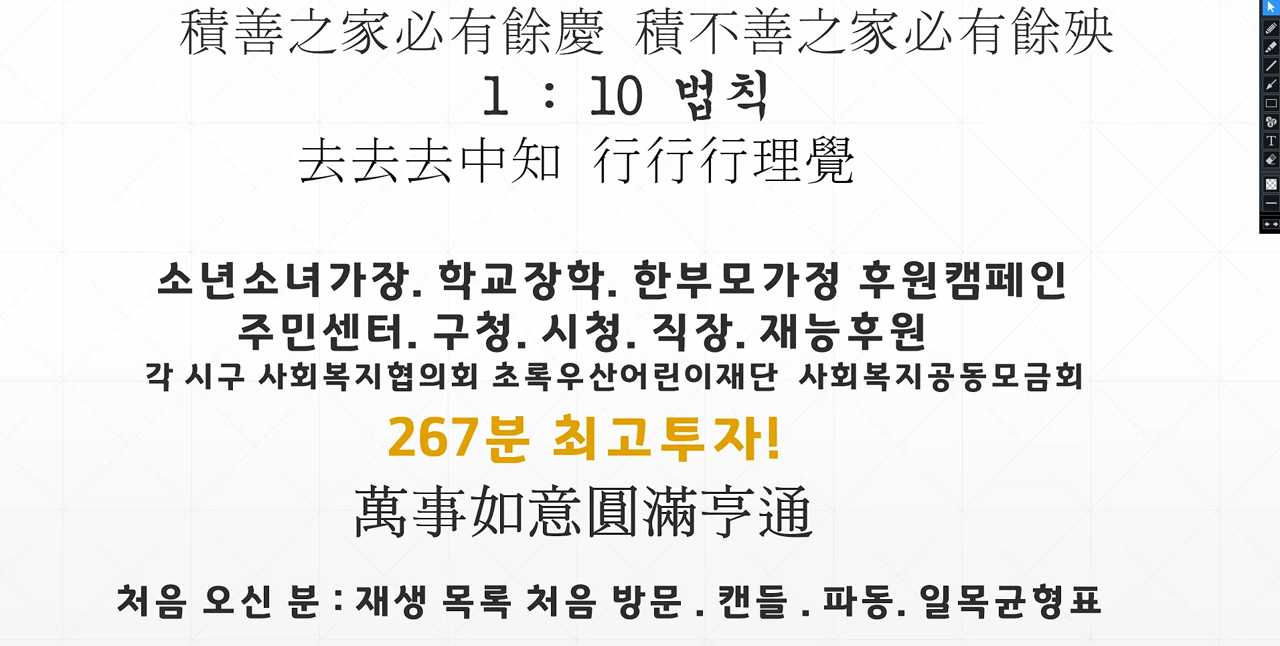 積善之家必有餘慶 積不善之家必有餘殃
1 : 10 법칙
去去去中知 行行行理覺
소년소녀가장. 학교장학. 한부모가정 후원캠페인
주민센터. 구청. 시청. 직장. 재능후원
각 시구 사회복지협의회 초록우산어린이재단 사회복지공동모금회
267분 최고투자!
萬事如意圓滿亨通
처음 오신 분 : 재생 목록 처음 방문 . 캔들 . 파동. 일목균형표